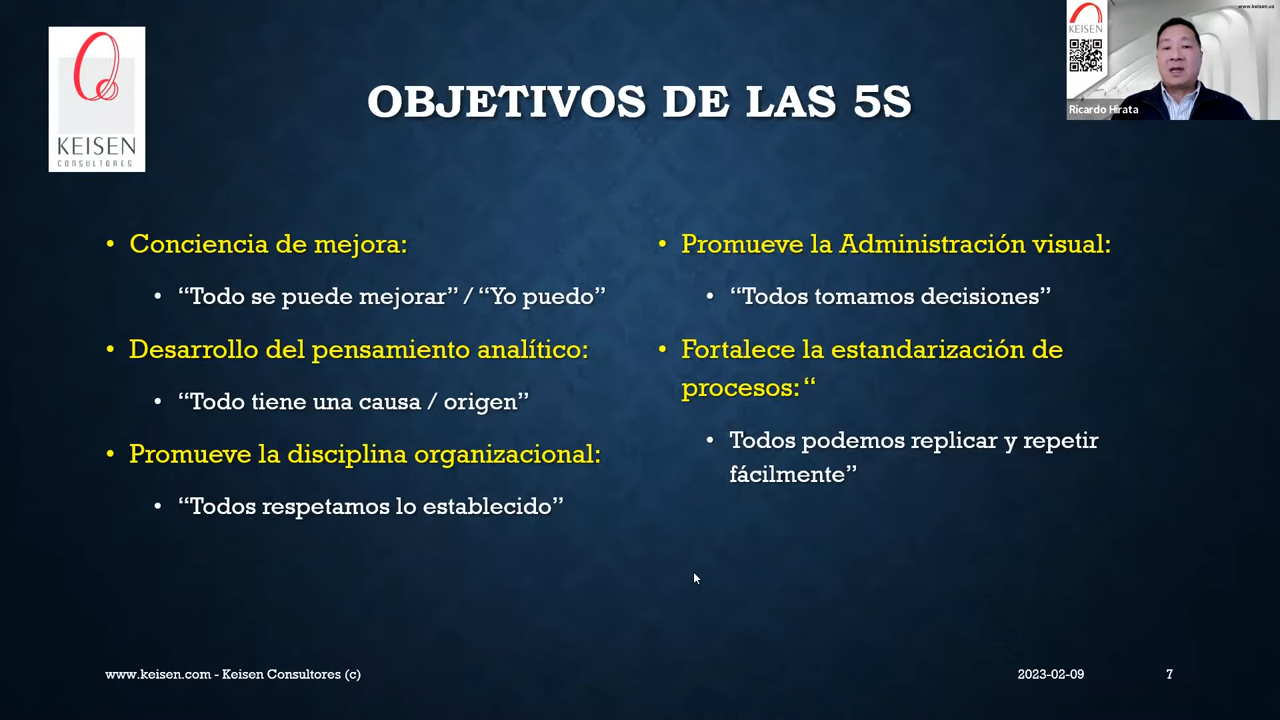 KEISEN
CONSULTORES
OBJETIVOS DE LAS 5S
www.keisen.us
KEISEN
Ricardo Hirata
• Conciencia de mejora:
• “Todo se puede mejorar” / “Yo puedo”
• Desarrollo del pensamiento analítico:
• “Todo tiene una causa / origen”
• Promueve la disciplina organizacional:
• “Todos respetamos lo establecido”
• Promueve la Administración visual:
• “Todos tomamos decisiones”
• Fortalece la estandarización de
procesos: “
• Todos podemos replicar y repetir
fácilmente”
www.keisen.com - Keisen Consultores (c)
2023-02-09
7